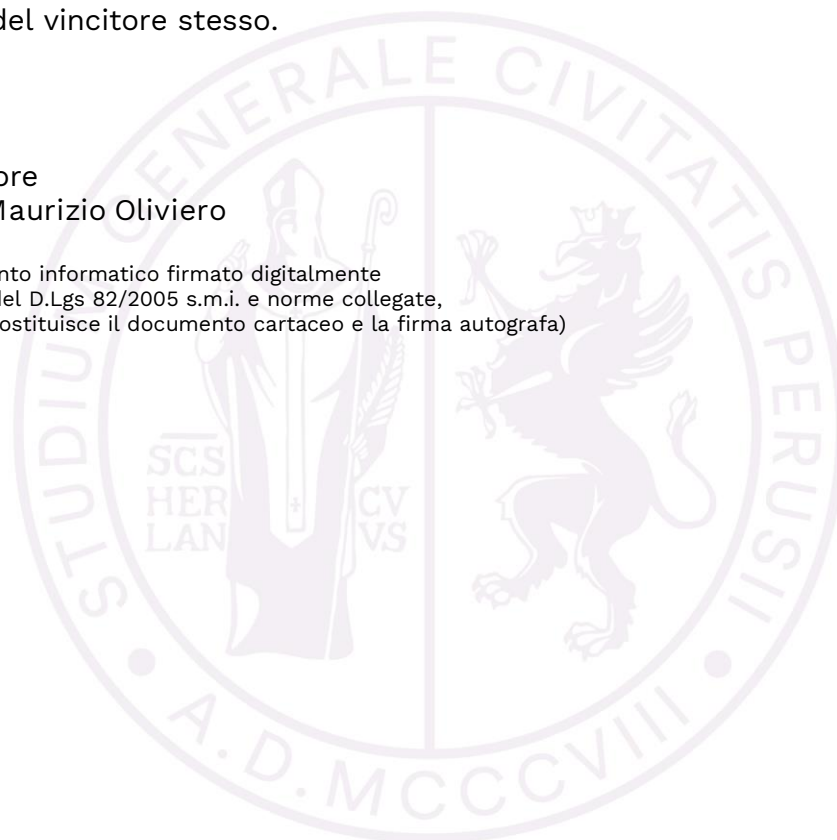 del vincitore stesso.
ore
Maurizio Oliviero
nto informatico firmato digitalmente
del D.Lgs 82/2005 s.m.i. e norme collegate,
ostituisce il documento cartaceo e la firma autografa)
STUDIUM GENERALE CIVITATIS PERUSII
SCS
HER CV
LAN VS
A.D. MCCCVIII